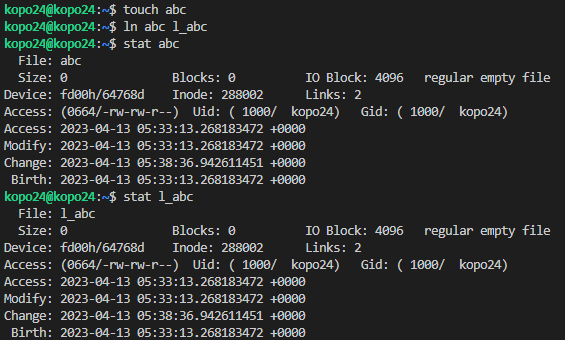 kopo24@kopo24:~$ touch abc
kopo24@kopo24:~$ ln abc l_abc
kopo24@kopo24:~$ stat abc
  File: abc
  Size: 0               Blocks: 0          IO Block: 4096   regular empty file
Device: fd00h/64768d    Inode: 288002      Links: 2
Access: (0664/-rw-rw-r--)  Uid: ( 1000/  kopo24)   Gid: ( 1000/  kopo24)
Access: 2023-04-13 05:33:13.268183472 +0000
Modify: 2023-04-13 05:33:13.268183472 +0000
Change: 2023-04-13 05:38:36.942611451 +0000
 Birth: 2023-04-13 05:33:13.268183472 +0000
kopo24@kopo24:~$ stat l_abc
  File: l_abc
  Size: 0               Blocks: 0          IO Block: 4096   regular empty file
Device: fd00h/64768d    Inode: 288002      Links: 2
Access: (0664/-rw-rw-r--)  Uid: ( 1000/  kopo24)   Gid: ( 1000/  kopo24)
Access: 2023-04-13 05:33:13.268183472 +0000
Modify: 2023-04-13 05:33:13.268183472 +0000
Change: 2023-04-13 05:38:36.942611451 +0000
 Birth: 2023-04-13 05:33:13.268183472 +0000